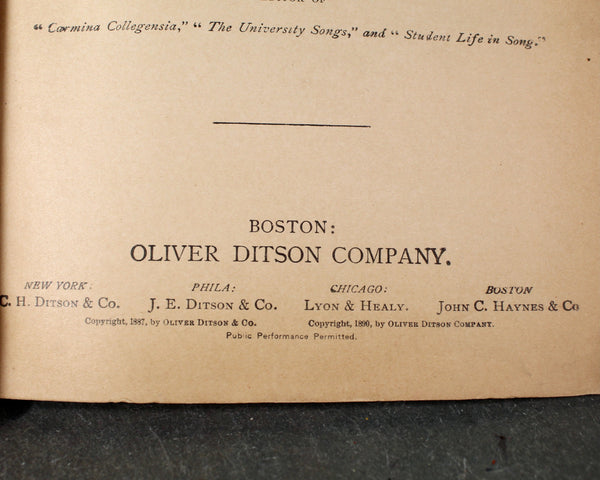 OF
“Carmina Collegensia,” “The University Songs,” and “Student Life in Song.”
BOSTON:
OLIVER DITSON COMPANY.
NEW YORK: PHILA: CHICAGO: BOSTON
C. H. DITSON & CO. J. E. DITSON & CO. LYON & HEALY. JOHN C. HAYNES & CO
Copyright, 1887, by OLIVER DITSON & CO. Copyright, 1890, by OLIVER DITSON COMPANY.
Public Performance Permitted.